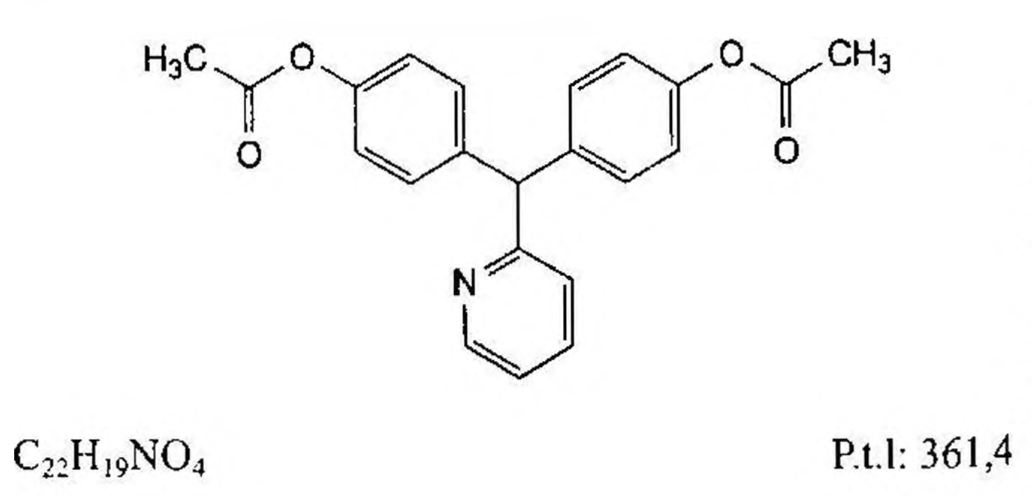 H₃C O O CH₃
O O
N
C₂₂H₁₉NO₄ P.t.l: 361,4